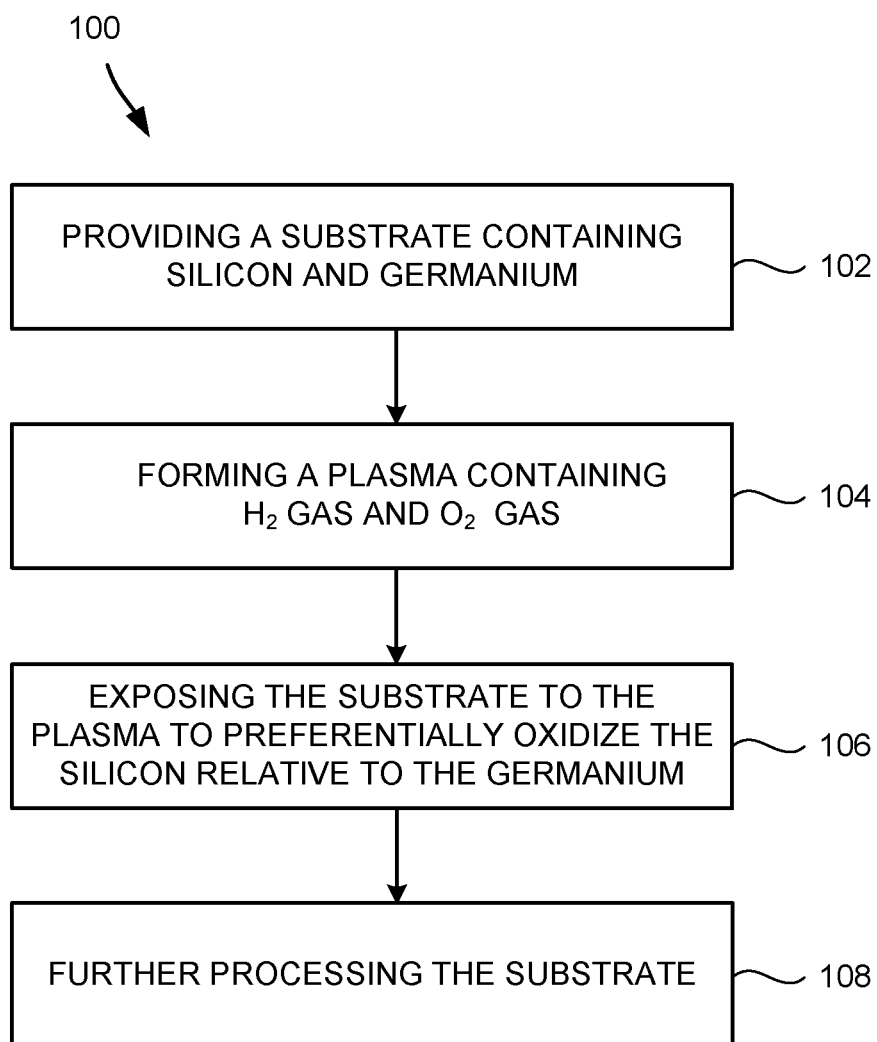 100
PROVIDING A SUBSTRATE CONTAINING
SILICON AND GERMANIUM
102
FORMING A PLASMA CONTAINING
H₂ GAS AND O₂ GAS
104
EXPOSING THE SUBSTRATE TO THE
PLASMA TO PREFERENTIALLY OXIDIZE THE
SILICON RELATIVE TO THE GERMANIUM
106
FURTHER PROCESSING THE SUBSTRATE
108